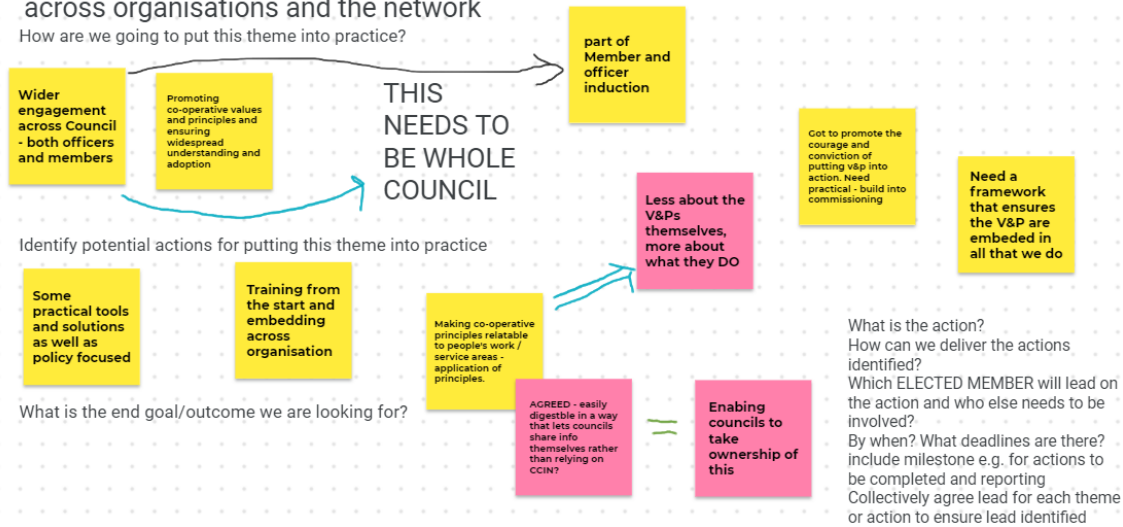 across organisations and the network
How are we going to put this theme into practice?
Wider
engagement
across Council
- both officers
and members
Promoting
co-operative values
and principles and
ensuring
widespread
understanding and
adoption
THIS
NEEDS TO
BE WHOLE
COUNCIL
part of
Member and
officer
induction
Got to promote the
courage and
conviction of
putting v&p into
action. Need
practical - build into
commissioning
Need a
framework
that ensures
the V&P are
embeded in
all that we do
Less about the
V&Ps
themselves,
more about
what they DO
Identify potential actions for putting this theme into practice
Some
practical tools
and solutions
as well as
policy focused
Training from
the start and
embedding
across
organisation
Making co-operative
principles relatable
to people's work /
service areas -
application of
principles.
AGREED - easily
digestble in a way
that lets councils
share info
themselves rather
than relying on
CCIN?
Enabing
councils to
take
ownership of
this
What is the end goal/outcome we are looking for?
What is the action?
How can we deliver the actions
identified?
Which ELECTED MEMBER will lead on
the action and who else needs to be
involved?
By when? What deadlines are there?
include milestone e.g. for actions to
be completed and reporting
Collectively agree lead for each theme
or action to ensure lead identified